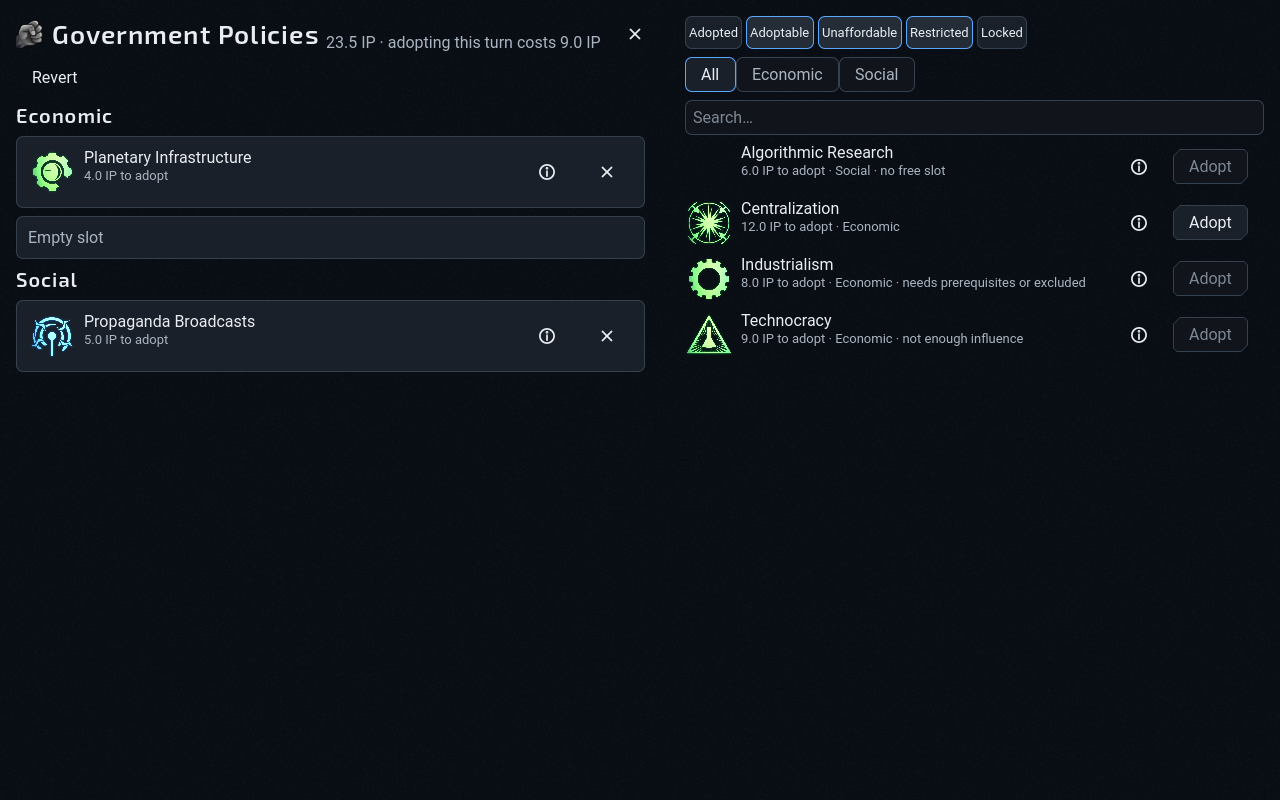 Government Policies 23.5 IP · adopting this turn costs 9.0 IP
Revert
Economic
Planetary Infrastructure
4.0 IP to adopt
Empty slot
Social
Propaganda Broadcasts
5.0 IP to adopt
Adopted Adoptable Unaffordable Restricted Locked
All Economic Social
Search…
Algorithmic Research
6.0 IP to adopt · Social · no free slot
Adopt
Centralization
12.0 IP to adopt · Economic
Adopt
Industrialism
8.0 IP to adopt · Economic · needs prerequisites or excluded
Adopt
Technocracy
9.0 IP to adopt · Economic · not enough influence
Adopt